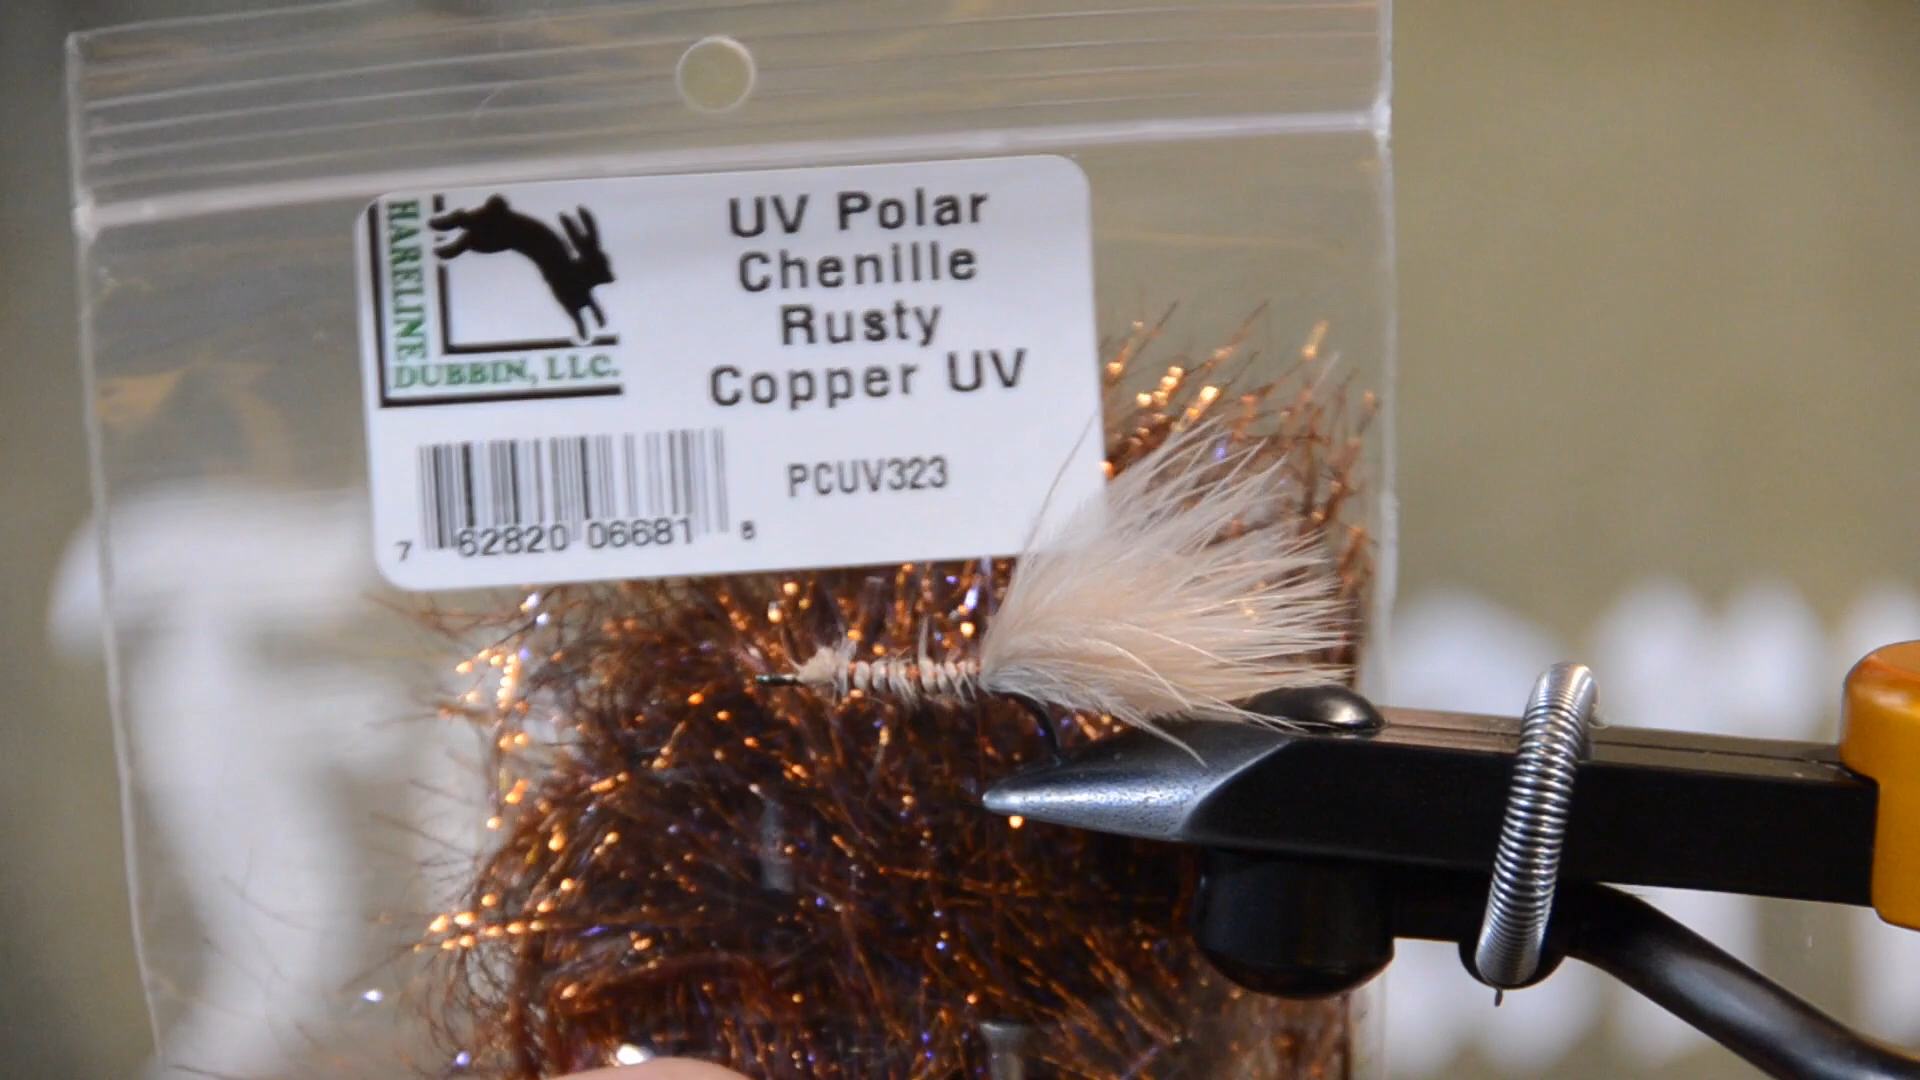 HARELINE
DUBBIN, LLC.
UV Polar
Chenille
Rusty
Copper UV
PCUV323
7 62820 06681 8